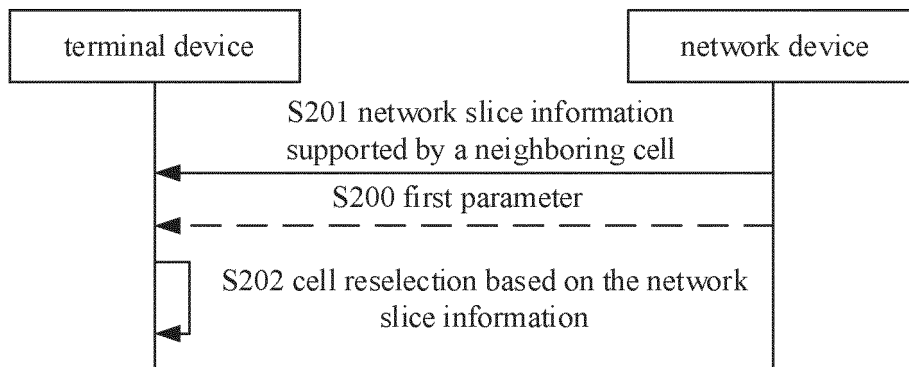 terminal device
network device
S201 network slice information
supported by a neighboring cell
S200 first parameter
S202 cell reselection based on the network
slice information